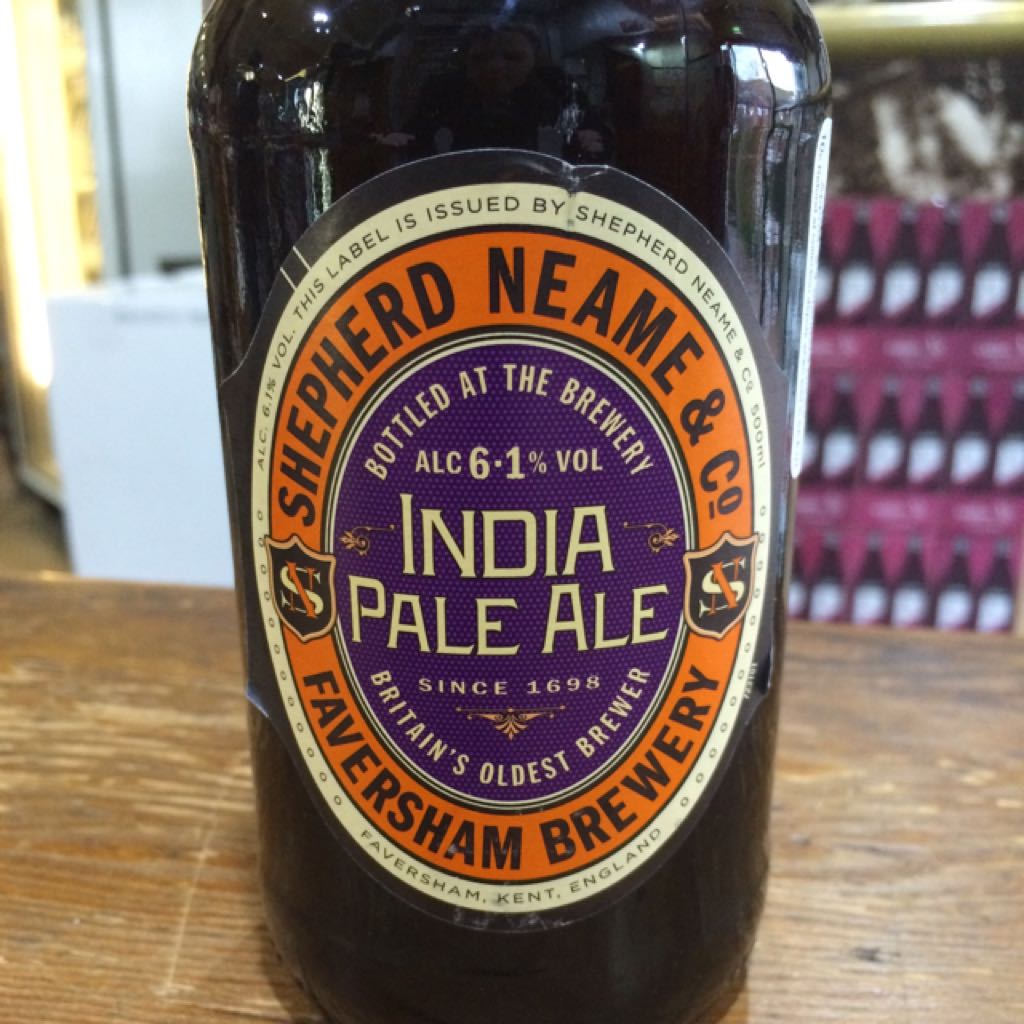 ALC. 6.1% VOL. THIS LABEL IS ISSUED BY SHEPHERD NEAME & Co 500ml
SHEPHERD NEAME & Co
BOTTLED AT THE BREWERY
ALC 6·1% VOL
INDIA
PALE ALE
SINCE 1698
BRITAIN'S OLDEST BREWER
FAVERSHAM BREWERY
FAVERSHAM, KENT, ENGLAND